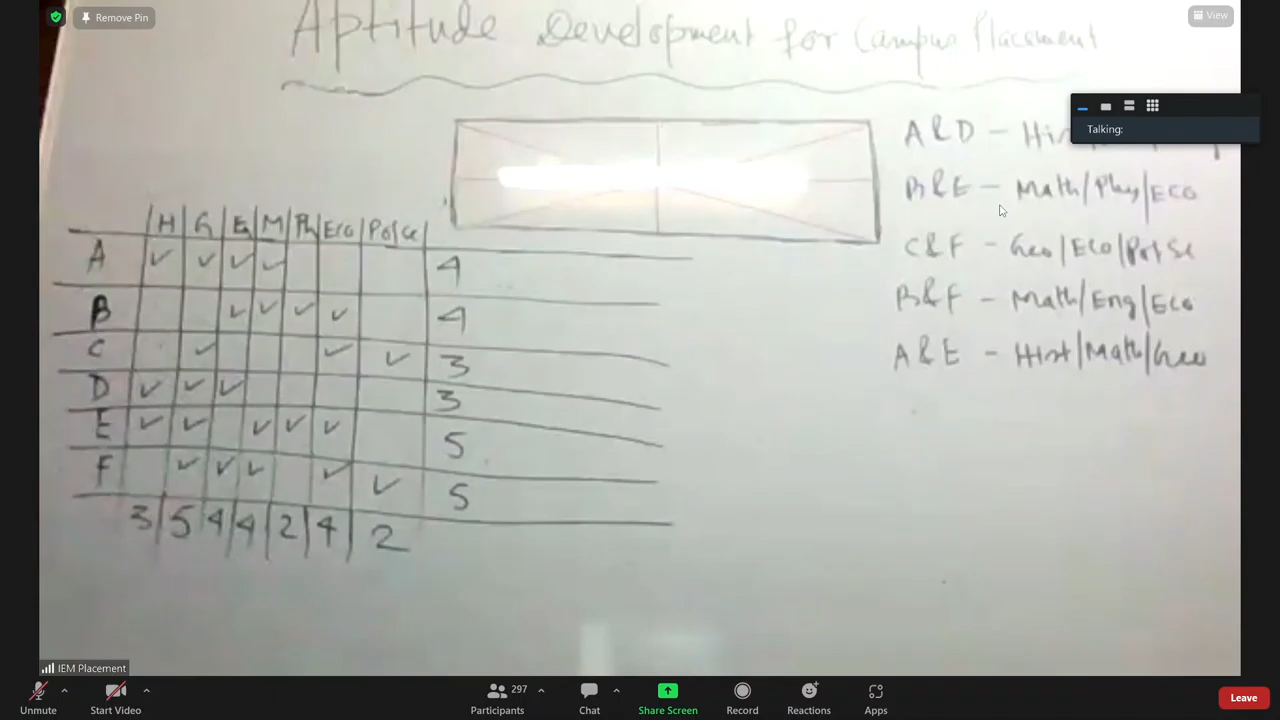 Remove Pin
View
Aptitude Development for Campus Placement
Talking:
A & D - Hist
B & E - Math/Phy/Eco
C & F - Geo/Eco/Pol Sc
B & F - Math/Eng/Eco
A & E - Hist/Math/Geo
H G E M Ph Eco Pol Sc
A ✓ ✓ ✓ ✓ 4
B ✓ ✓ ✓ ✓ 4
C ✓ ✓ ✓ 3
D ✓ ✓ ✓ 3
E ✓ ✓ ✓ ✓ ✓ 5
F ✓ ✓ ✓ ✓ ✓ 5
3 5 4 4 2 4 2
IEM Placement
Unmute Start Video Participants 297 Chat Share Screen Record Reactions Apps Leave